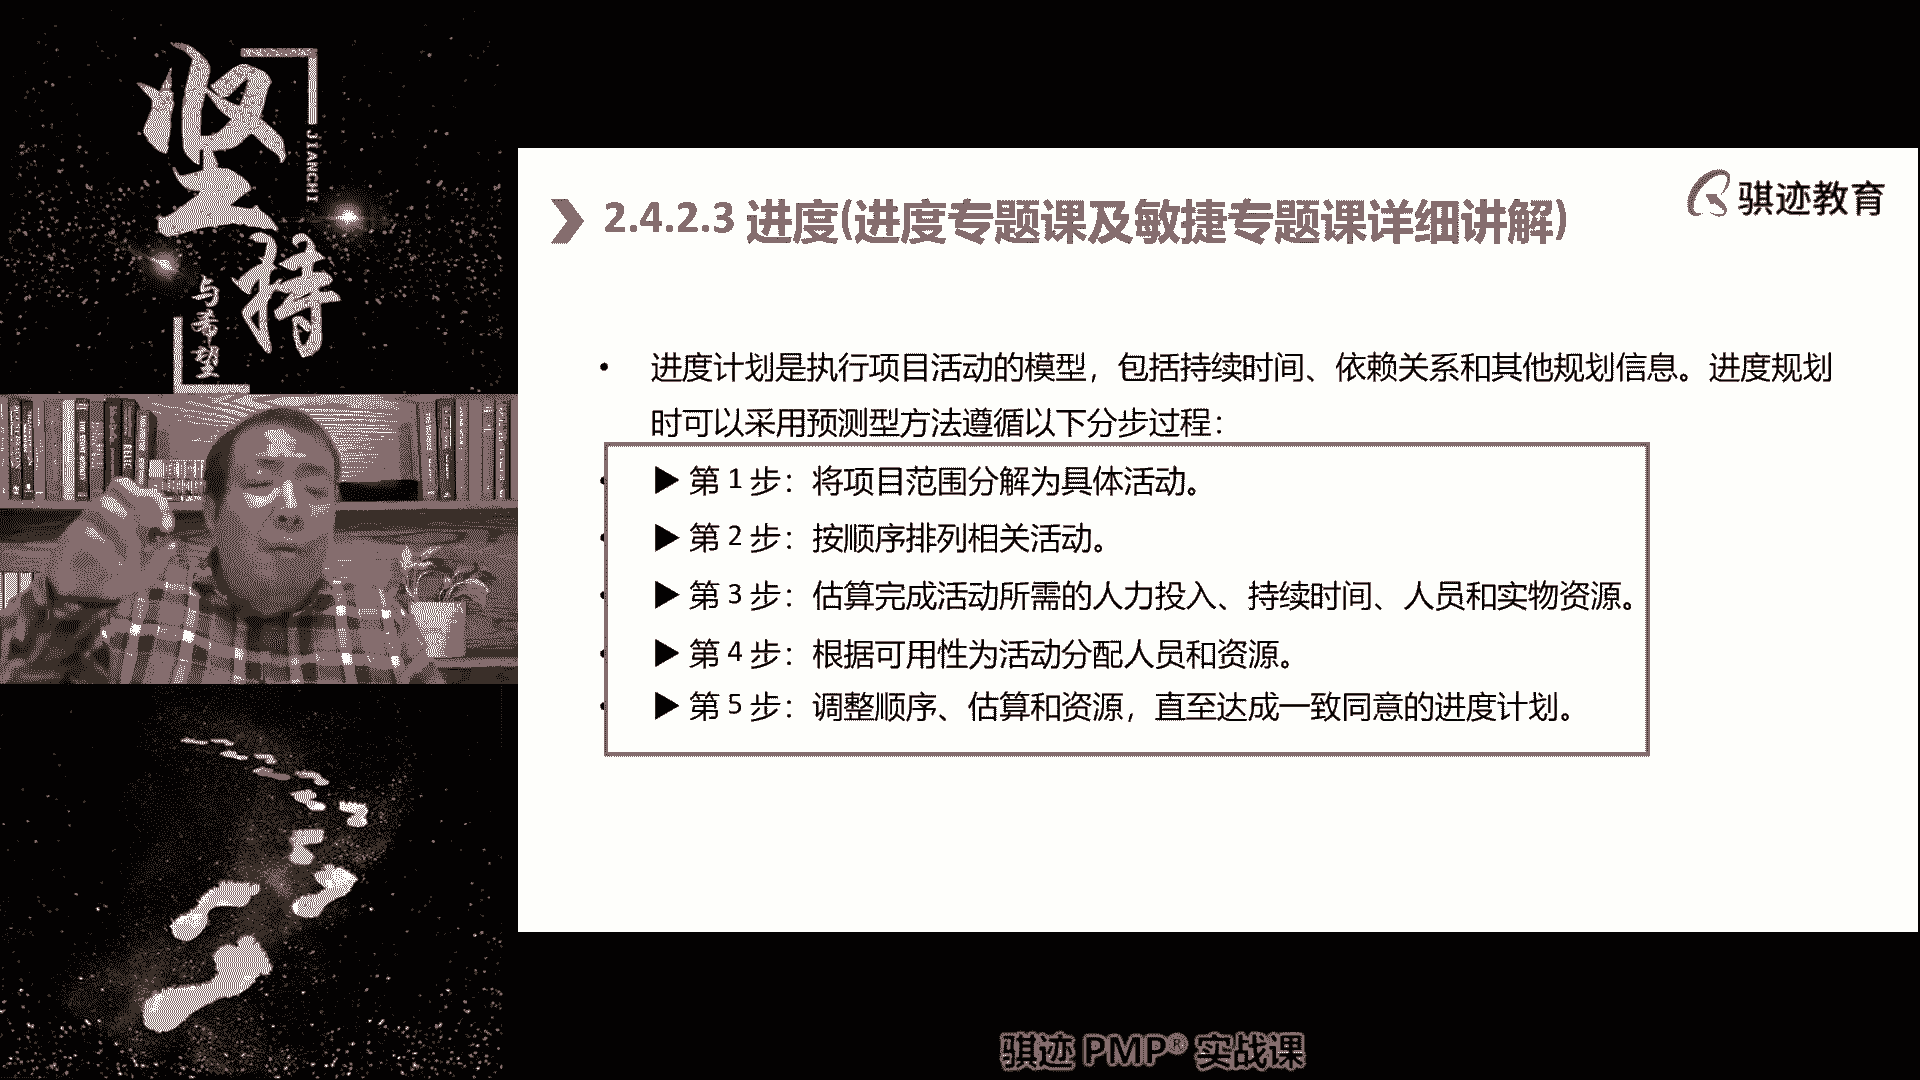 坚持
JIANCHI
与希望
骐迹教育
2.4.2.3 进度(进度专题课及敏捷专题课详细讲解)
• 进度计划是执行项目活动的模型，包括持续时间、依赖关系和其他规划信息。进度规划
时可以采用预测型方法遵循以下分步过程：
▶ 第 1 步：将项目范围分解为具体活动。
▶ 第 2 步：按顺序排列相关活动。
▶ 第 3 步：估算完成活动所需的人力投入、持续时间、人员和实物资源。
▶ 第 4 步：根据可用性为活动分配人员和资源。
▶ 第 5 步：调整顺序、估算和资源，直至达成一致同意的进度计划。
骐迹 PMP® 实战课